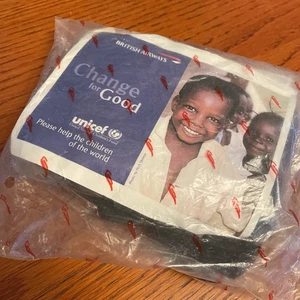 BRITISH AIRWAYS
Change
for Good
unicef
Please help the children
of the world